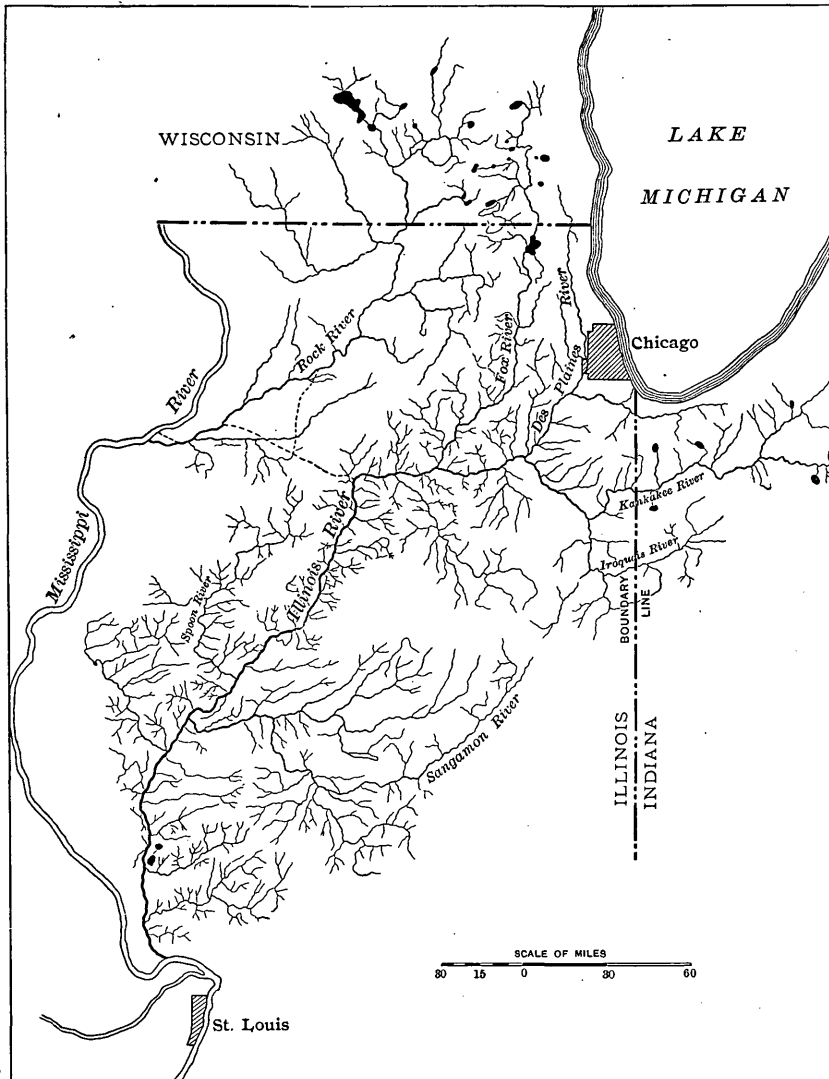 WISCONSIN
LAKE
MICHIGAN
River
Rock River
Fox River
Des Plaines
River
Chicago
Mississippi
Illinois River
Kankakee River
Iroquois River
Spoon River
BOUNDARY
LINE
Sangamon River
ILLINOIS
INDIANA
SCALE OF MILES
30 15 0 30 60
St. Louis